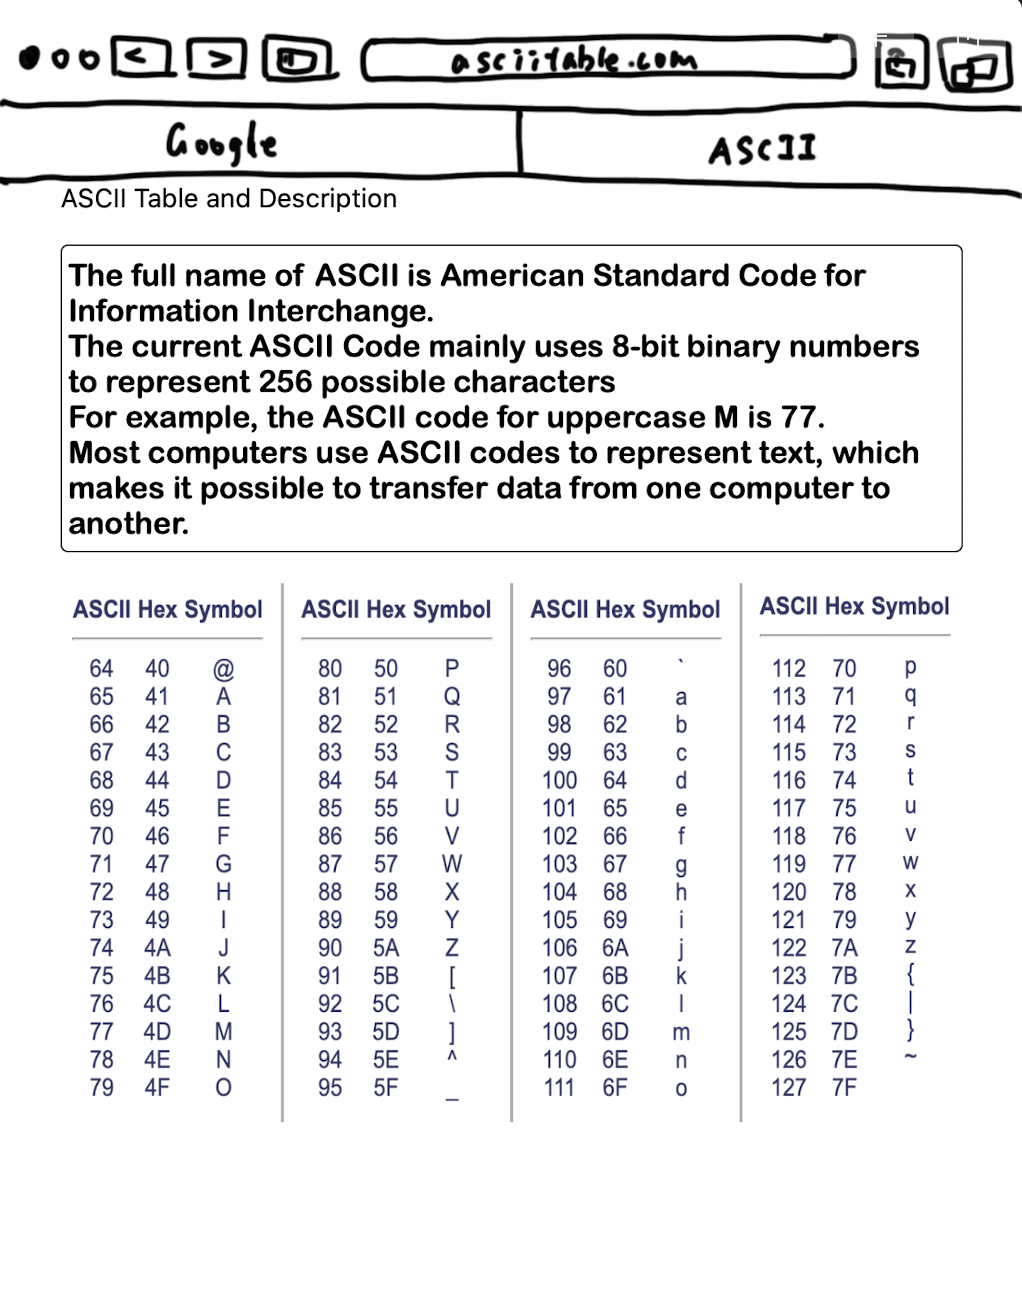 < > asciitable.com
Google ASCII
ASCII Table and Description
The full name of ASCII is American Standard Code for
Information Interchange.
The current ASCII Code mainly uses 8-bit binary numbers
to represent 256 possible characters
For example, the ASCII code for uppercase M is 77.
Most computers use ASCII codes to represent text, which
makes it possible to transfer data from one computer to
another.
ASCII Hex Symbol ASCII Hex Symbol ASCII Hex Symbol ASCII Hex Symbol
64 40 @ 80 50 P 96 60 ` 112 70 p
65 41 A 81 51 Q 97 61 a 113 71 q
66 42 B 82 52 R 98 62 b 114 72 r
67 43 C 83 53 S 99 63 c 115 73 s
68 44 D 84 54 T 100 64 d 116 74 t
69 45 E 85 55 U 101 65 e 117 75 u
70 46 F 86 56 V 102 66 f 118 76 v
71 47 G 87 57 W 103 67 g 119 77 w
72 48 H 88 58 X 104 68 h 120 78 x
73 49 I 89 59 Y 105 69 i 121 79 y
74 4A J 90 5A Z 106 6A j 122 7A z
75 4B K 91 5B [ 107 6B k 123 7B {
76 4C L 92 5C \ 108 6C l 124 7C |
77 4D M 93 5D ] 109 6D m 125 7D }
78 4E N 94 5E ^ 110 6E n 126 7E ~
79 4F O 95 5F _ 111 6F o 127 7F